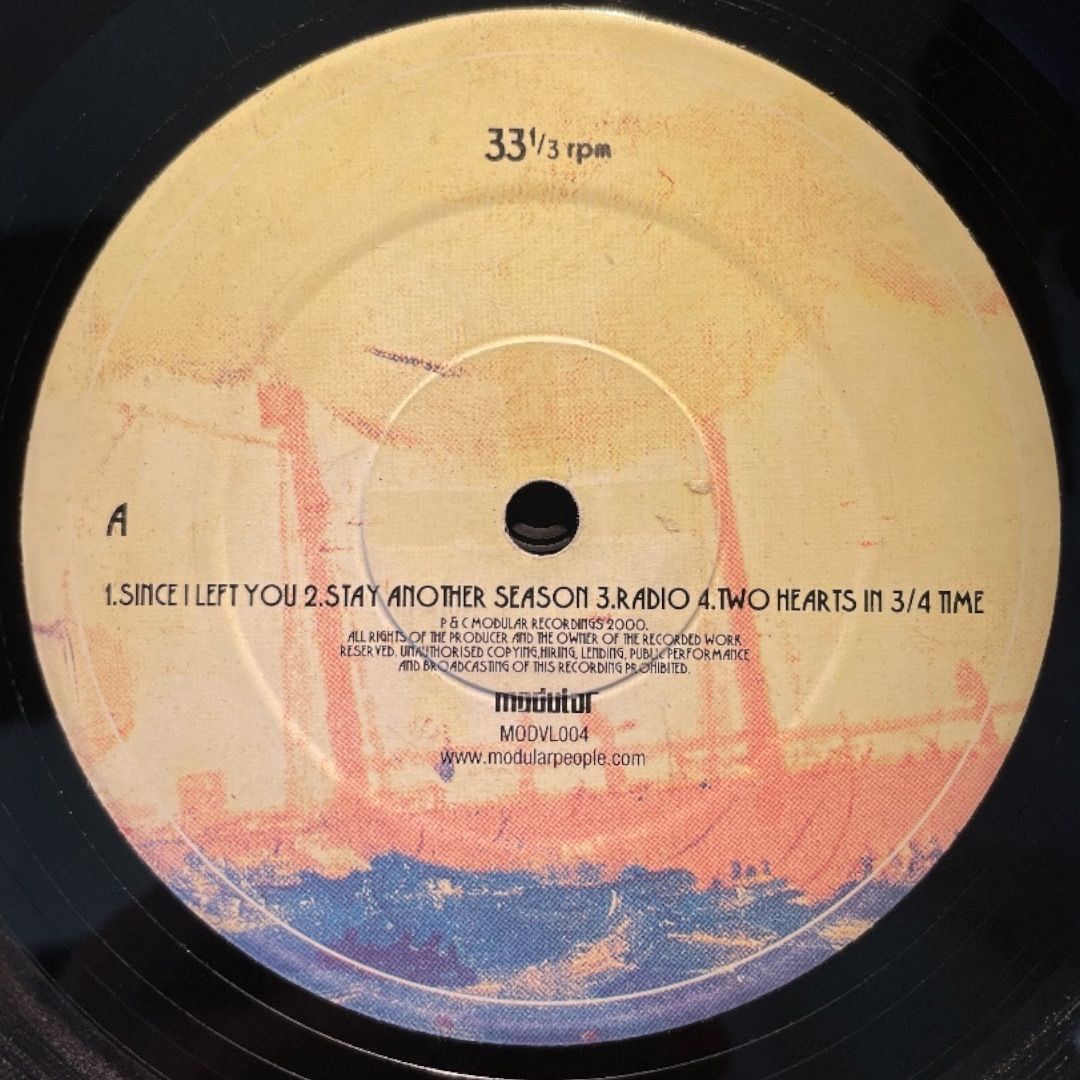 33 1/3 rpm
A
1.SINCE I LEFT YOU 2.STAY ANOTHER SEASON 3.RADIO 4.TWO HEARTS IN 3/4 TIME
P & C MODULAR RECORDINGS 2000.
ALL RIGHTS OF THE PRODUCER AND THE OWNER OF THE RECORDED WORK
RESERVED. UNAUTHORISED COPYING,HIRING, LENDING, PUBLIC PERFORMANCE
AND BROADCASTING OF THIS RECORDING PROHIBITED.
modular
MODVL004
www.modularpeople.com